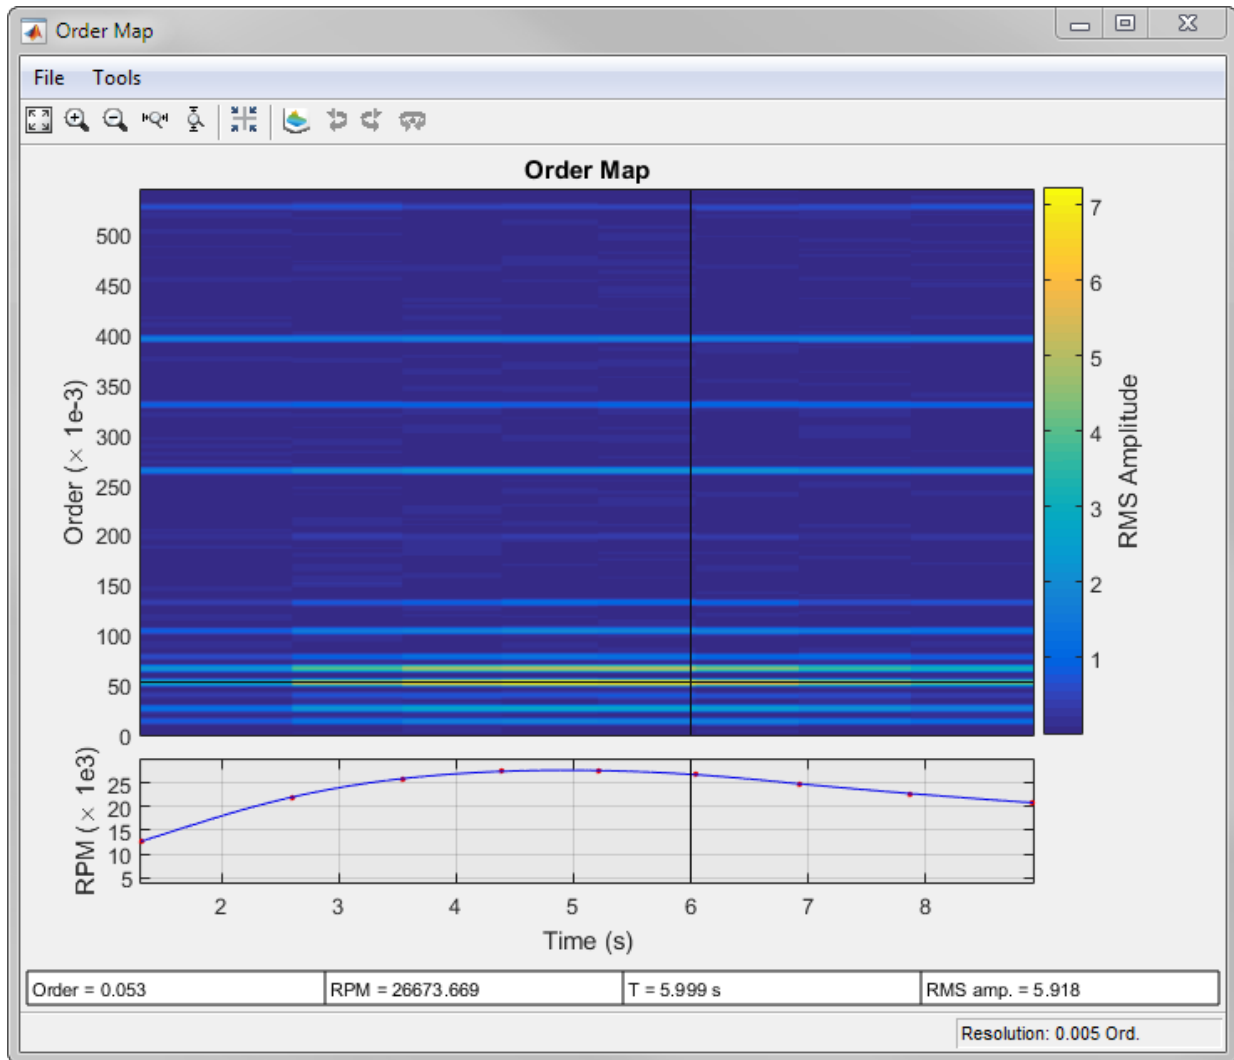 Order Map
File Tools
Order Map
Order (× 1e-3)
500
450
400
350
300
250
200
150
100
50
0
7
6
5
4
3
2
1
RMS Amplitude
RPM (× 1e3)
25
20
15
10
5
2 3 4 5 6 7 8
Time (s)
Order = 0.053 RPM = 26673.669 T = 5.999 s RMS amp. = 5.918
Resolution: 0.005 Ord.